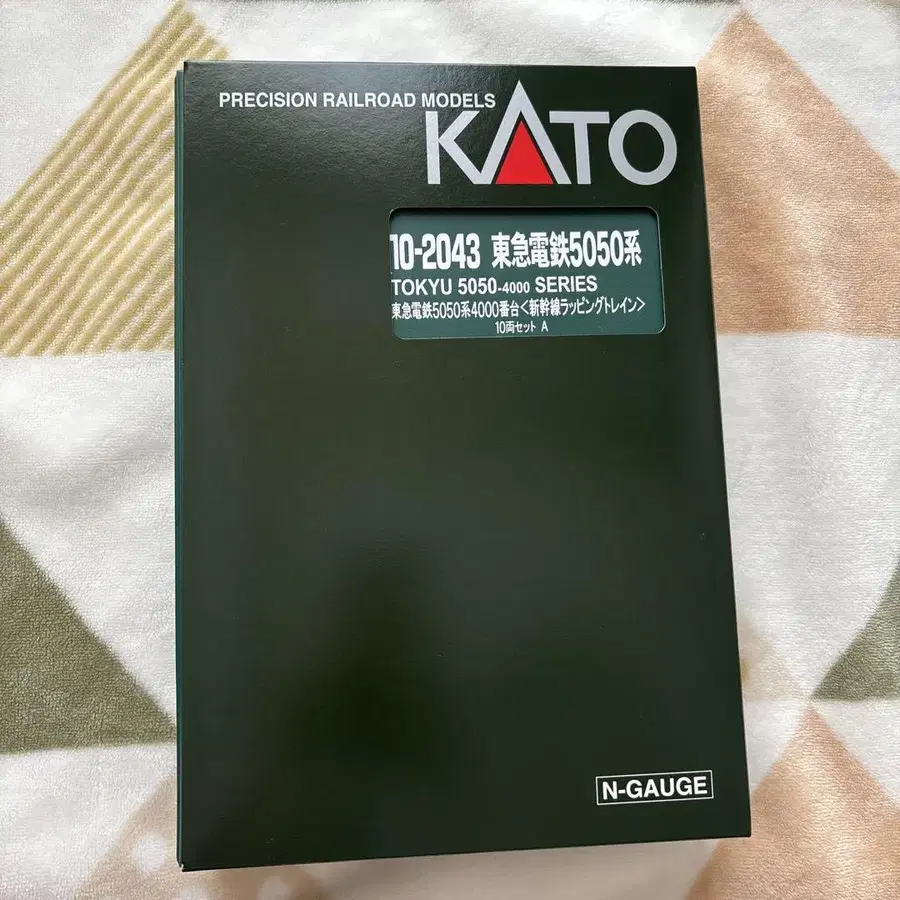 PRECISION RAILROAD MODELS
KATO
10-2043 東急電鉄5050系
TOKYU 5050-4000 SERIES
東急電鉄5050系4000番台<新幹線ラッピングトレイン>
10両セット A
N-GAUGE